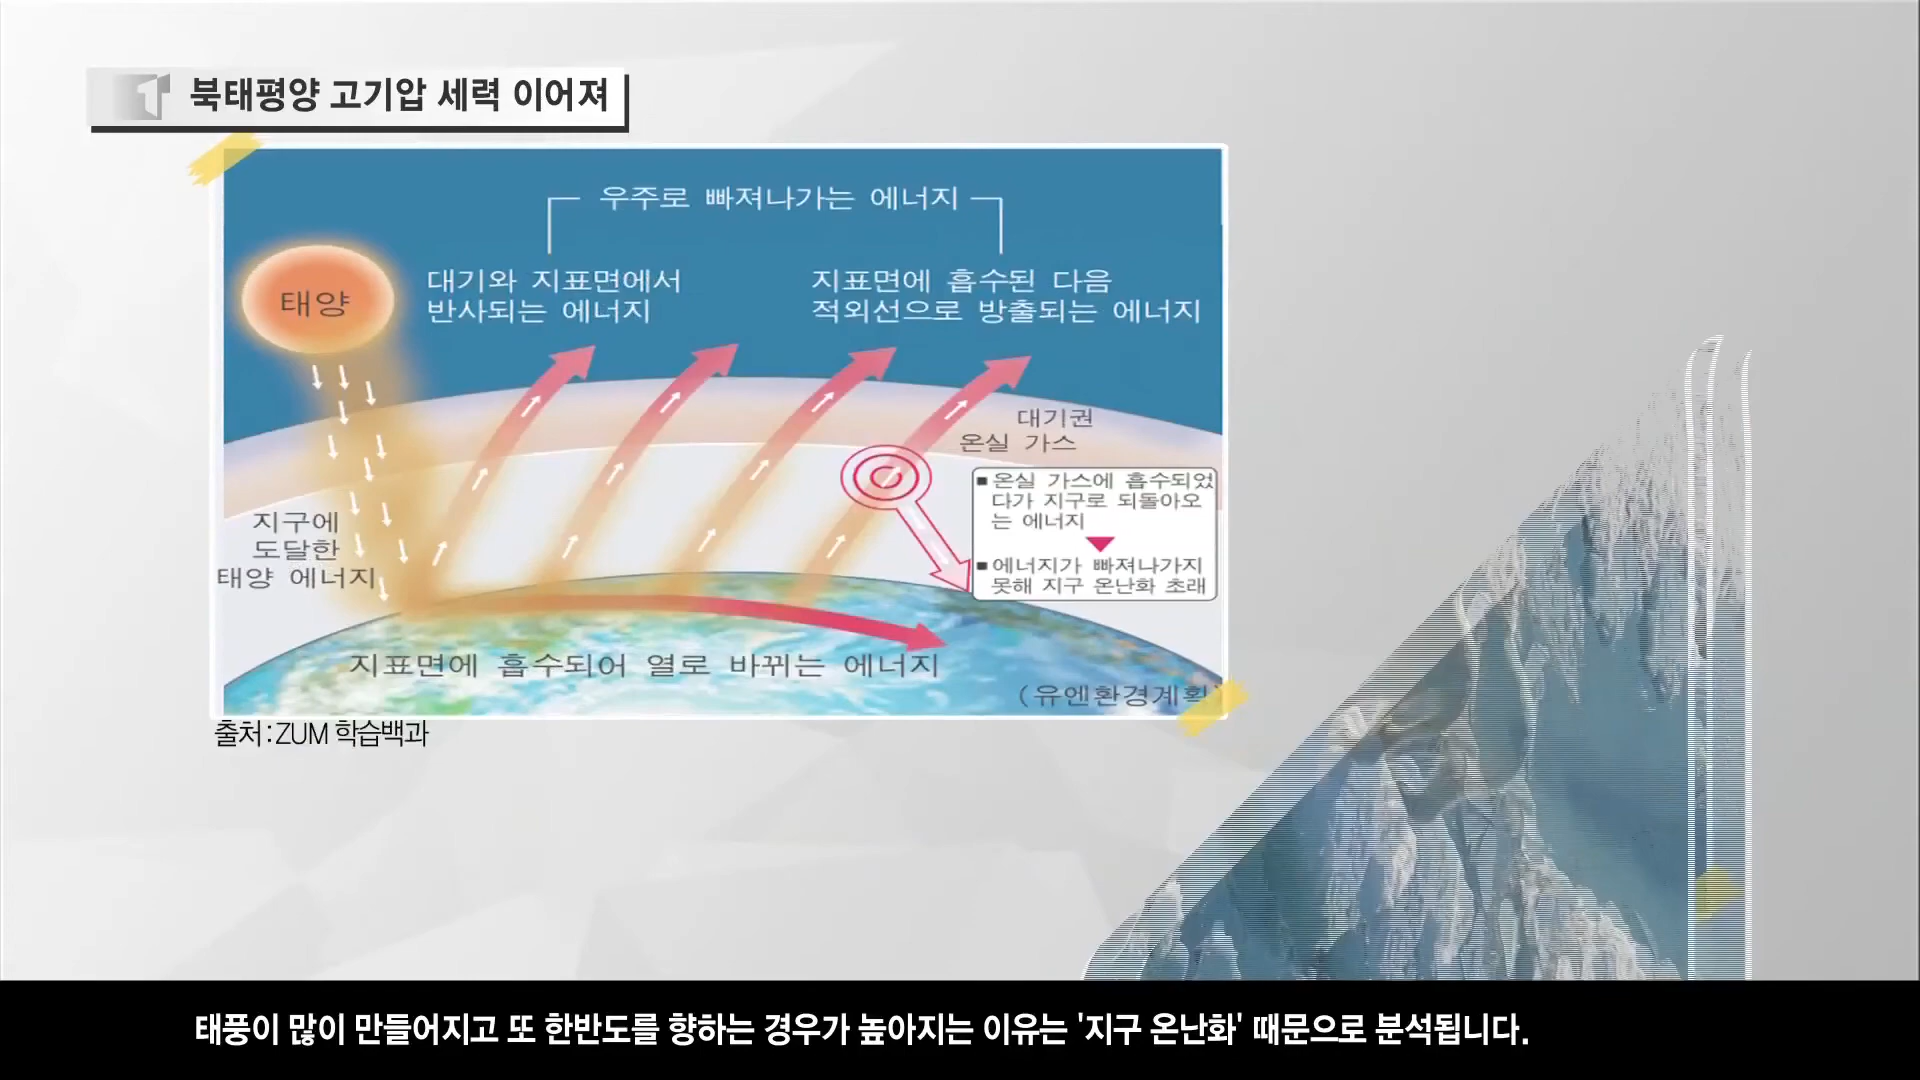 북태평양 고기압 세력 이어져
우주로 빠져나가는 에너지
태양
대기와 지표면에서
반사되는 에너지
지표면에 흡수된 다음
적외선으로 방출되는 에너지
대기권
온실 가스
■ 온실 가스에 흡수되었
다가 지구로 되돌아오
는 에너지
■ 에너지가 빠져나가지
못해 지구 온난화 초래
지구에
도달한
태양 에너지
지표면에 흡수되어 열로 바뀌는 에너지
(유엔환경계획)
출처 : ZUM 학습백과
태풍이 많이 만들어지고 또 한반도를 향하는 경우가 높아지는 이유는 '지구 온난화' 때문으로 분석됩니다.